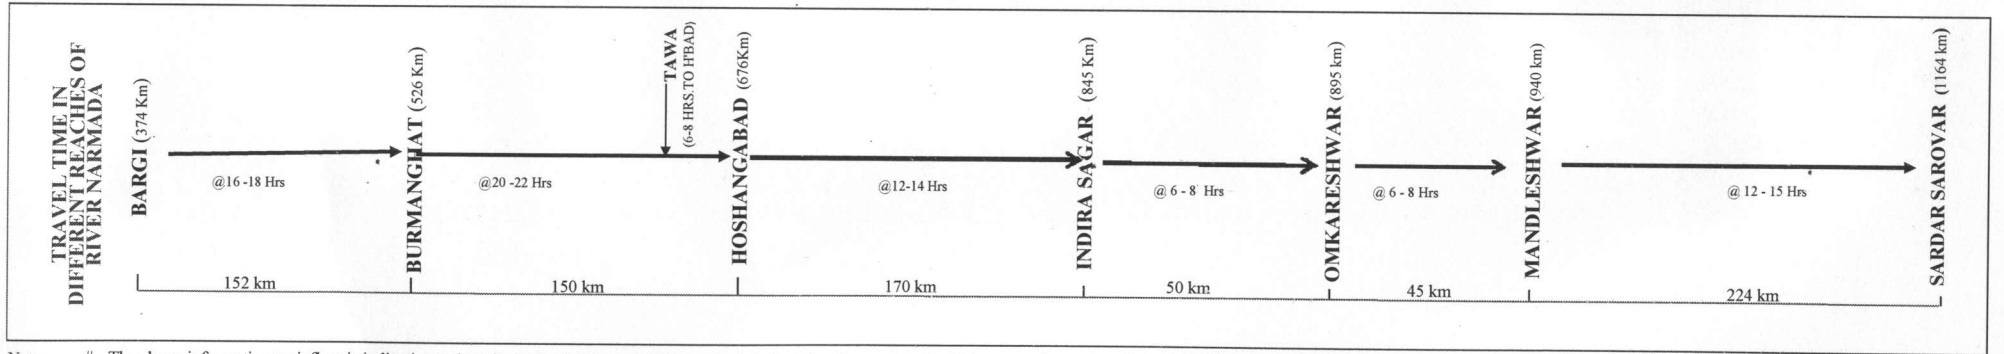 TRAVEL TIME IN
DIFFERENT REACHES OF
RIVER NARMADA
BARGI (374 Km)
@16 -18 Hrs
BURMANGHAT (526 Km)
@20 -22 Hrs
TAWA
(6-8 HRS.TO H'BAD)
HOSHANGABAD (676Km)
@12-14 Hrs
INDIRA SAGAR (845 Km)
@ 6 - 8 Hrs
OMKARESHWAR (895 km)
@ 6 - 8 Hrs
MANDLESHWAR (940 km)
@ 12 - 15 Hrs
SARDAR SAROVAR (1164 km)
152 km
150 km
170 km
50 km
45 km
224 km